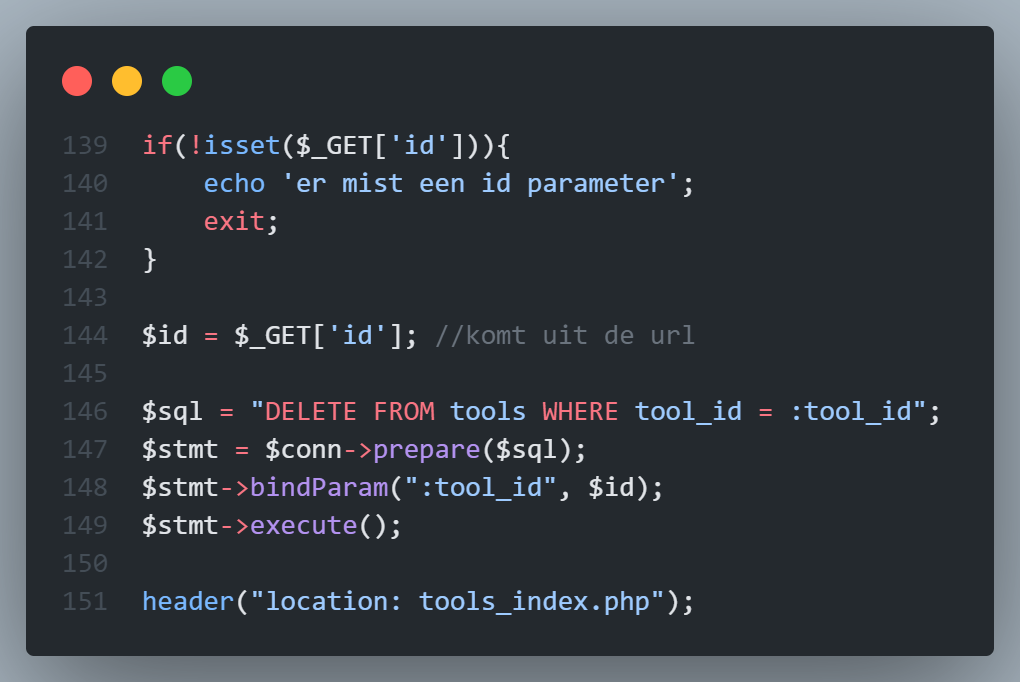 139 if(!isset($_GET['id'])){
140     echo 'er mist een id parameter';
141     exit;
142 }
143
144 $id = $_GET['id']; //komt uit de url
145
146 $sql = "DELETE FROM tools WHERE tool_id = :tool_id";
147 $stmt = $conn->prepare($sql);
148 $stmt->bindParam(":tool_id", $id);
149 $stmt->execute();
150
151 header("location: tools_index.php");